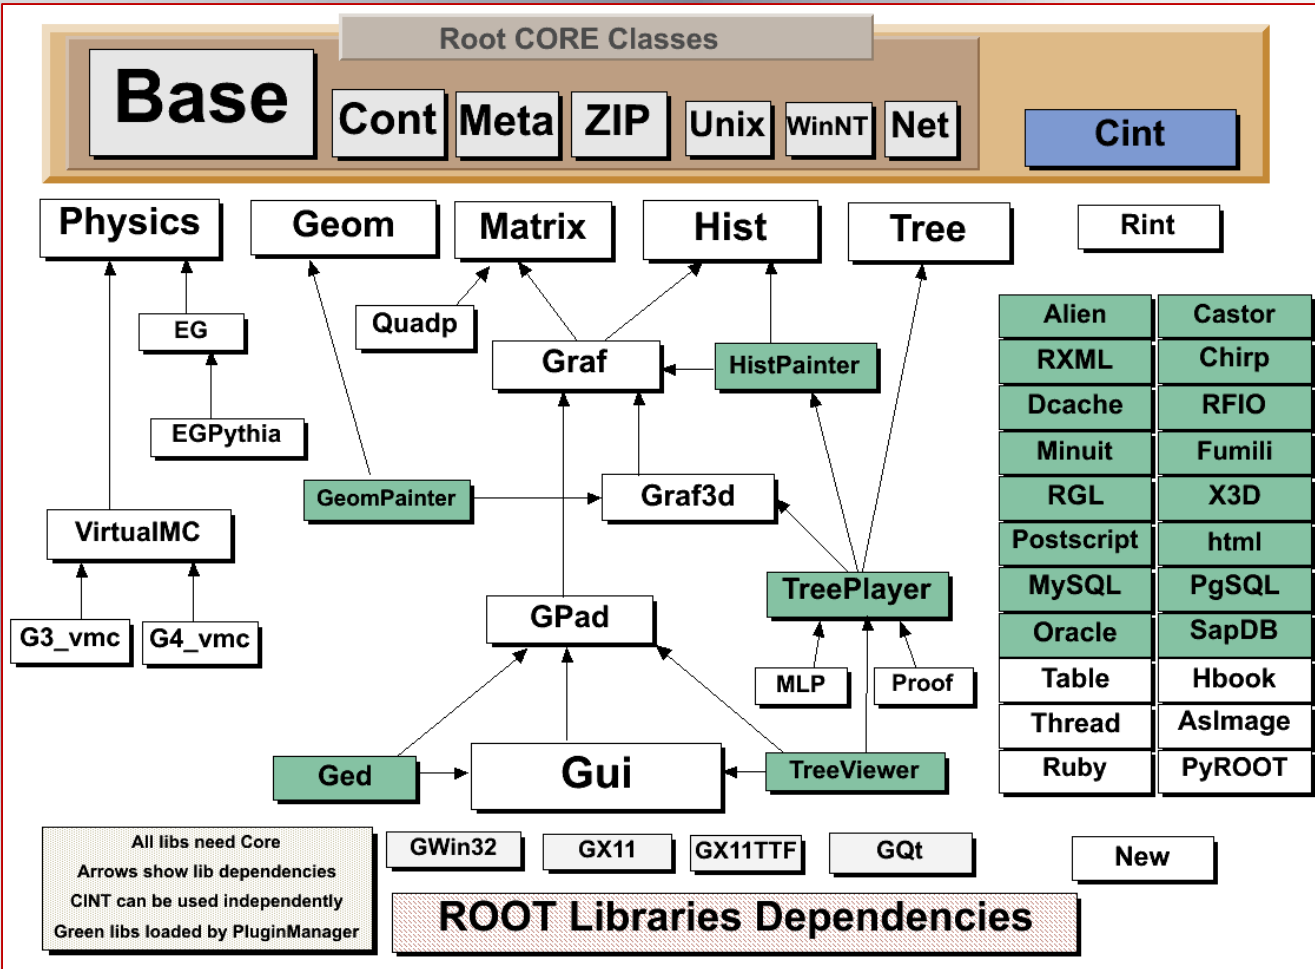 Root CORE Classes
Base
Cont
Meta
ZIP
Unix
WinNT
Net
Cint
Physics
Geom
Matrix
Hist
Tree
Rint
EG
Quadp
Graf
HistPainter
EGPythia
GeomPainter
Graf3d
VirtualMC
TreePlayer
GPad
G3_vmc
G4_vmc
MLP
Proof
Ged
Gui
TreeViewer
Alien
Castor
RXML
Chirp
Dcache
RFIO
Minuit
Fumili
RGL
X3D
Postscript
html
MySQL
PgSQL
Oracle
SapDB
Table
Hbook
Thread
AsImage
Ruby
PyROOT
All libs need Core
Arrows show lib dependencies
CINT can be used independently
Green libs loaded by PluginManager
GWin32
GX11
GX11TTF
GQt
New
ROOT Libraries Dependencies